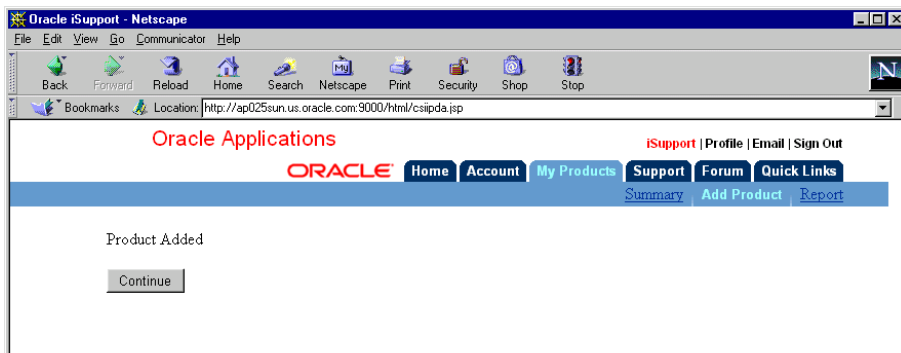 Oracle iSupport - Netscape
File Edit View Go Communicator Help
My
N
Back Forward Reload Home Search Netscape Print Security Shop Stop
Bookmarks Location: http://ap025sun.us.oracle.com:9000/html/csiipda.jsp
Oracle Applications
iSupport | Profile | Email | Sign Out
ORACLE Home Account My Products Support Forum Quick Links
Summary Add Product Report
Product Added
Continue